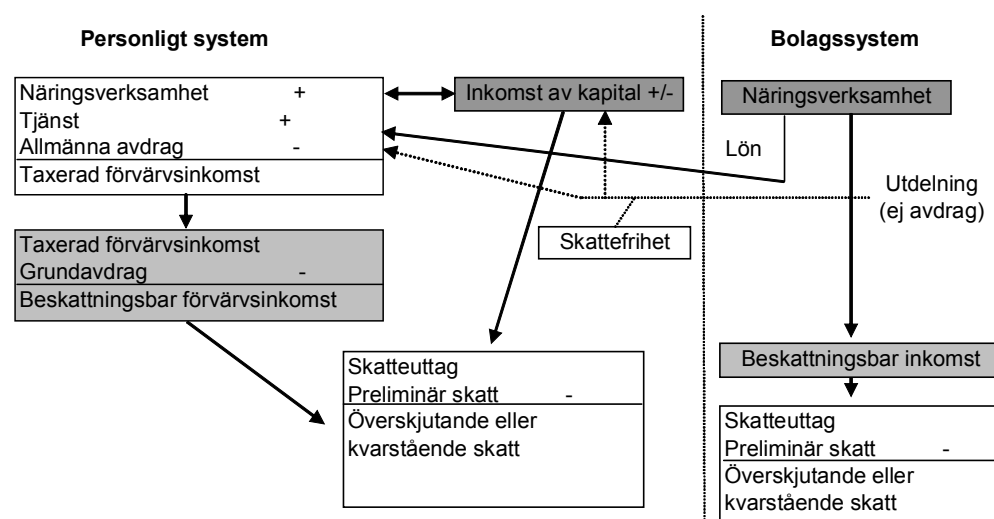 Personligt system
Näringsverksamhet +
Tjänst +
Allmänna avdrag -
Taxerad förvärvsinkomst
Inkomst av kapital +/-
Taxerad förvärvsinkomst
Grundavdrag -
Beskattningsbar förvärvsinkomst
Skatteuttag
Preliminär skatt -
Överskjutande eller
kvarstående skatt
Skattefrihet
Bolagssystem
Näringsverksamhet
Lön
Utdelning
(ej avdrag)
Beskattningsbar inkomst
Skatteuttag
Preliminär skatt -
Överskjutande eller
kvarstående skatt